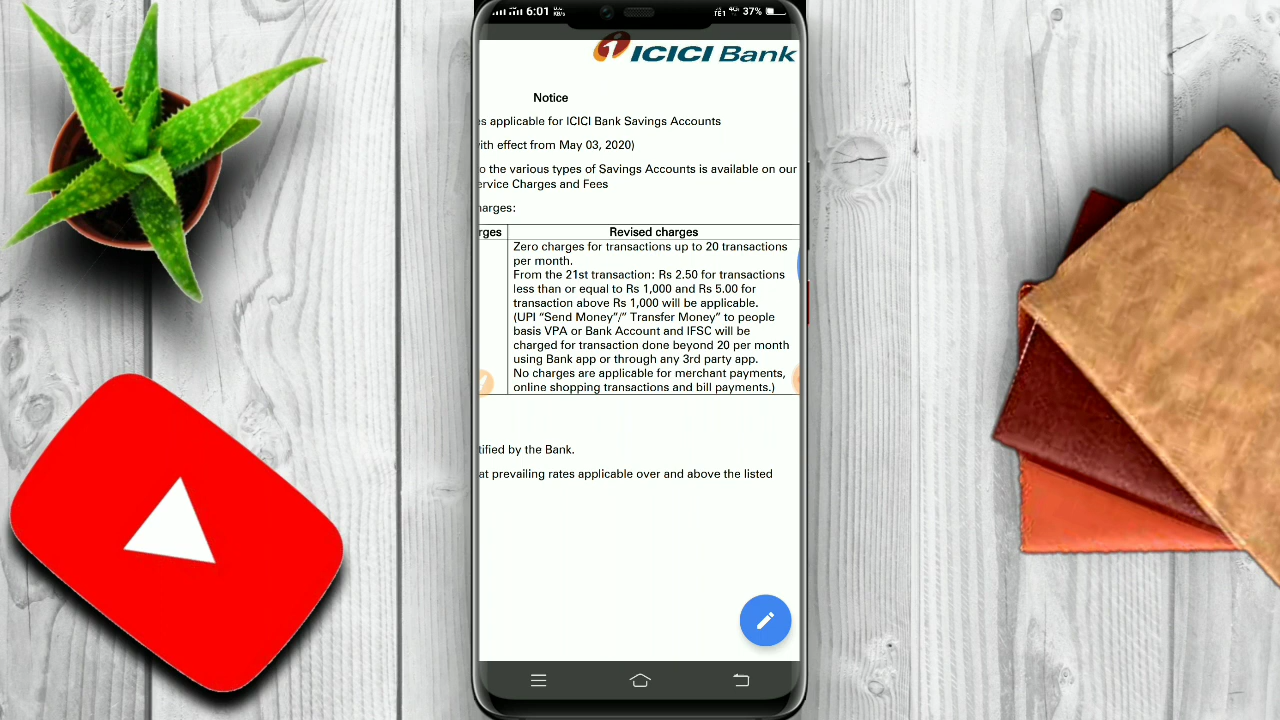 6:01
37%
ICICI Bank
Notice
es applicable for ICICI Bank Savings Accounts
ith effect from May 03, 2020)
o the various types of Savings Accounts is available on our
ervice Charges and Fees
harges:
rges
Revised charges
Zero charges for transactions up to 20 transactions
per month.
From the 21st transaction: Rs 2.50 for transactions
less than or equal to Rs 1,000 and Rs 5.00 for
transaction above Rs 1,000 will be applicable.
(UPI “Send Money”/” Transfer Money” to people
basis VPA or Bank Account and IFSC will be
charged for transaction done beyond 20 per month
using Bank app or through any 3rd party app.
No charges are applicable for merchant payments,
online shopping transactions and bill payments.)
tified by the Bank.
at prevailing rates applicable over and above the listed